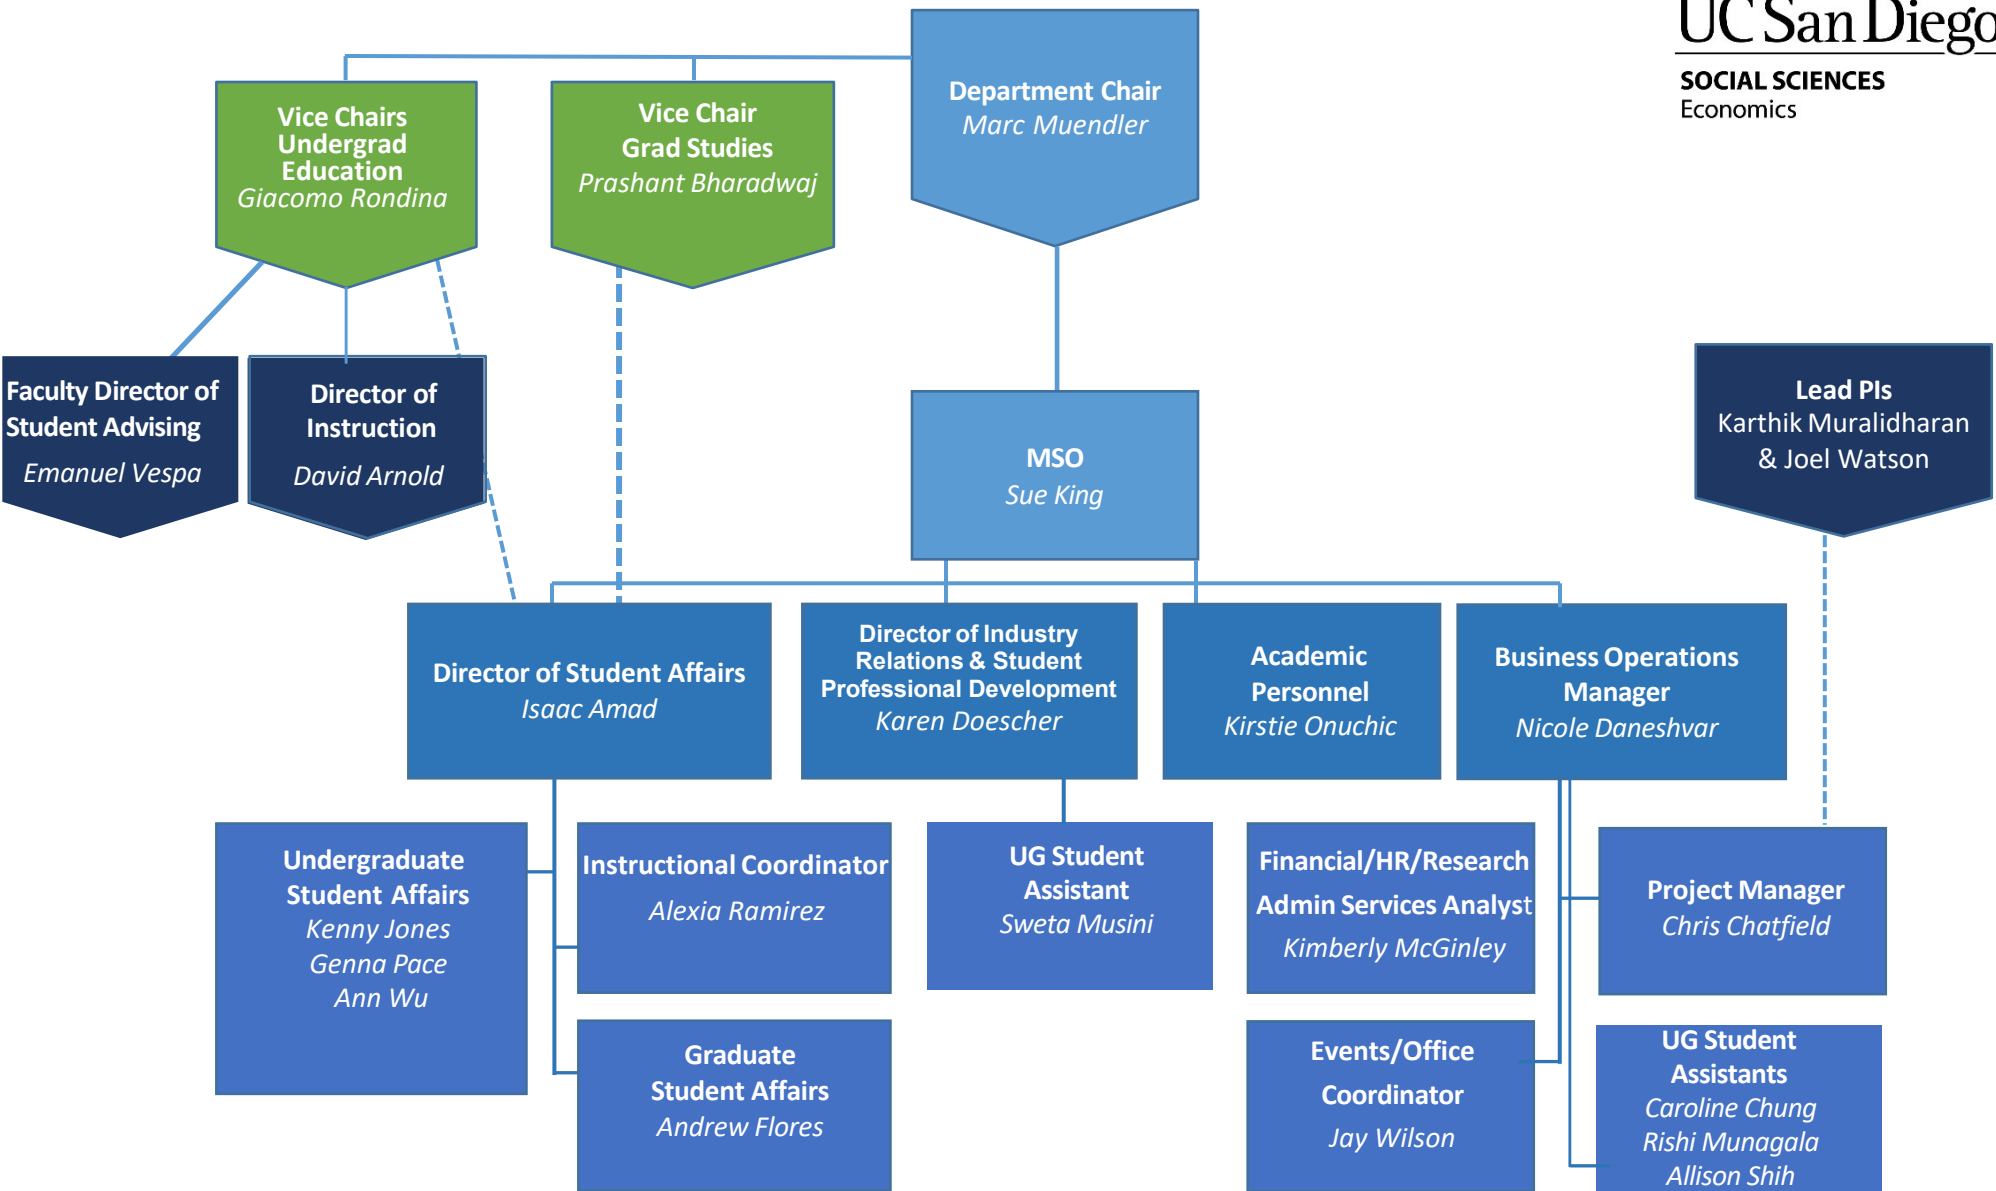 UC San Diego
SOCIAL SCIENCES
Economics
Department Chair
Marc Muendler
Vice Chairs
Undergrad
Education
Giacomo Rondina
Vice Chair
Grad Studies
Prashant Bharadwaj
Faculty Director of
Student Advising
Emanuel Vespa
Director of
Instruction
David Arnold
MSO
Sue King
Lead PIs
Karthik Muralidharan
& Joel Watson
Director of Student Affairs
Isaac Amad
Director of Industry
Relations & Student
Professional Development
Karen Doescher
Academic
Personnel
Kirstie Onuchic
Business Operations
Manager
Nicole Daneshvar
Undergraduate
Student Affairs
Kenny Jones
Genna Pace
Ann Wu
Instructional Coordinator
Alexia Ramirez
UG Student
Assistant
Sweta Musini
Financial/HR/Research
Admin Services Analyst
Kimberly McGinley
Project Manager
Chris Chatfield
Graduate
Student Affairs
Andrew Flores
Events/Office
Coordinator
Jay Wilson
UG Student
Assistants
Caroline Chung
Rishi Munagala
Allison Shih